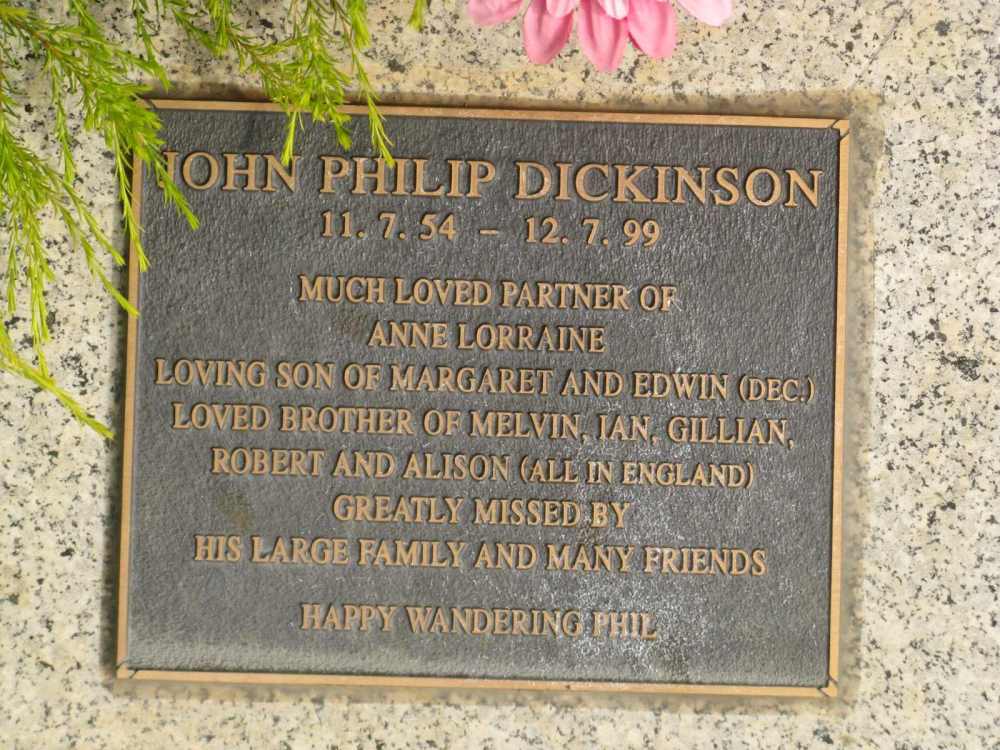 JOHN PHILIP DICKINSON
11. 7. 54 – 12. 7. 99
MUCH LOVED PARTNER OF
ANNE LORRAINE
LOVING SON OF MARGARET AND EDWIN (DEC.)
LOVED BROTHER OF MELVIN, IAN, GILLIAN,
ROBERT AND ALISON (ALL IN ENGLAND)
GREATLY MISSED BY
HIS LARGE FAMILY AND MANY FRIENDS
HAPPY WANDERING PHIL